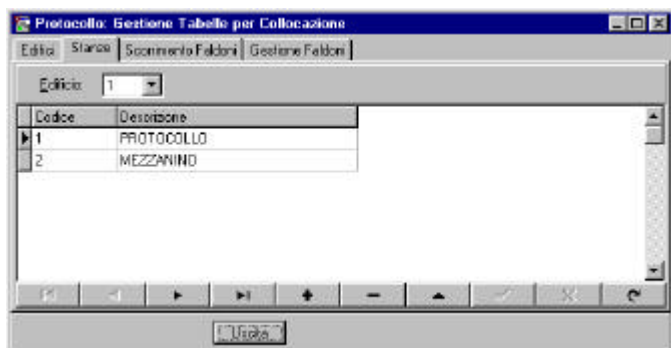 Protocollo: Gestione Tabelle per Collocazione
Edifici Stanze Scorrimento Faldoni Gestione Faldoni
Edificio: 1
Codice Descrizione
1 PROTOCOLLO
2 MEZZANINO
Uscita